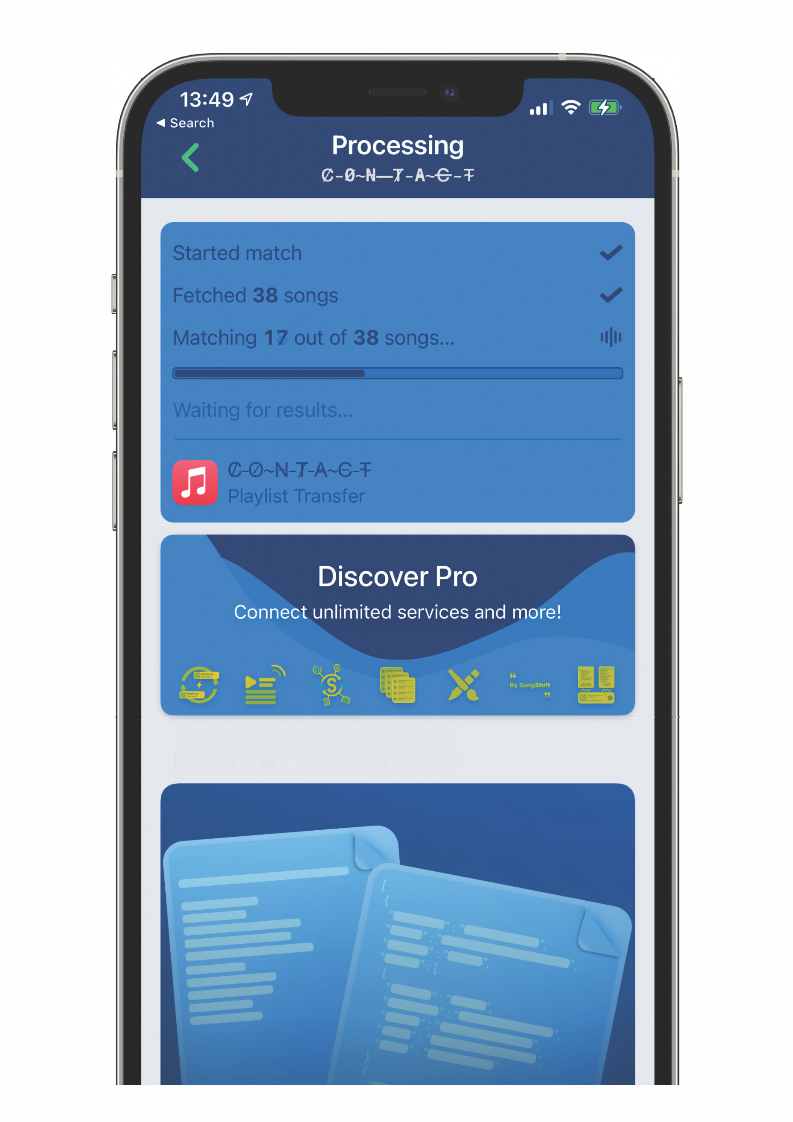 13:49
◀ Search
Processing
C̷-0̷~N̶—T̷-A~C̶-T̶
Started match
Fetched 38 songs
Matching 17 out of 38 songs...
Waiting for results...
C̷-O̷~N̶-T̷-A~C̶-T̶
Playlist Transfer
Discover Pro
Connect unlimited services and more!
“
By SongShift
”